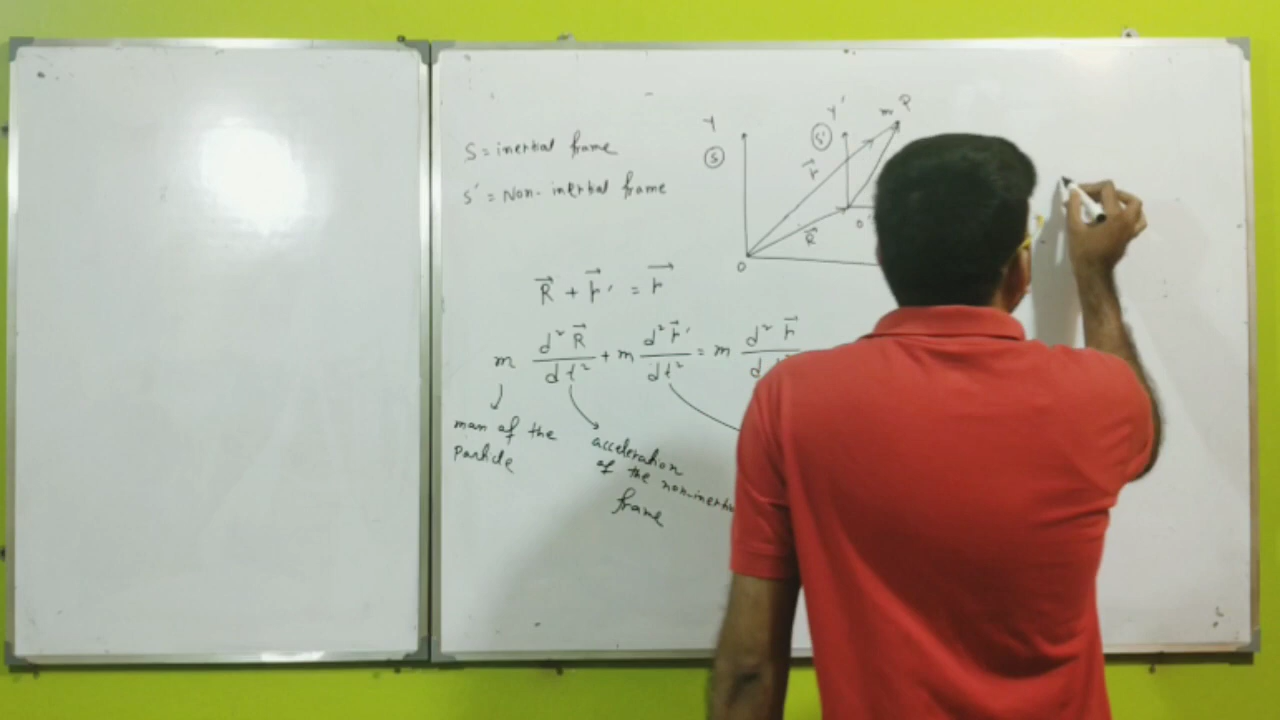 S = inertial frame
S' = Non-inertial frame
Y
S
Y'
S'
m P
r⃗
R⃗
O'
O
R⃗ + r⃗' = r⃗
m d²R⃗/dt² + m d²r⃗'/dt² = m d²r⃗
mass of the
particle
acceleration
of the non-inertia
frame